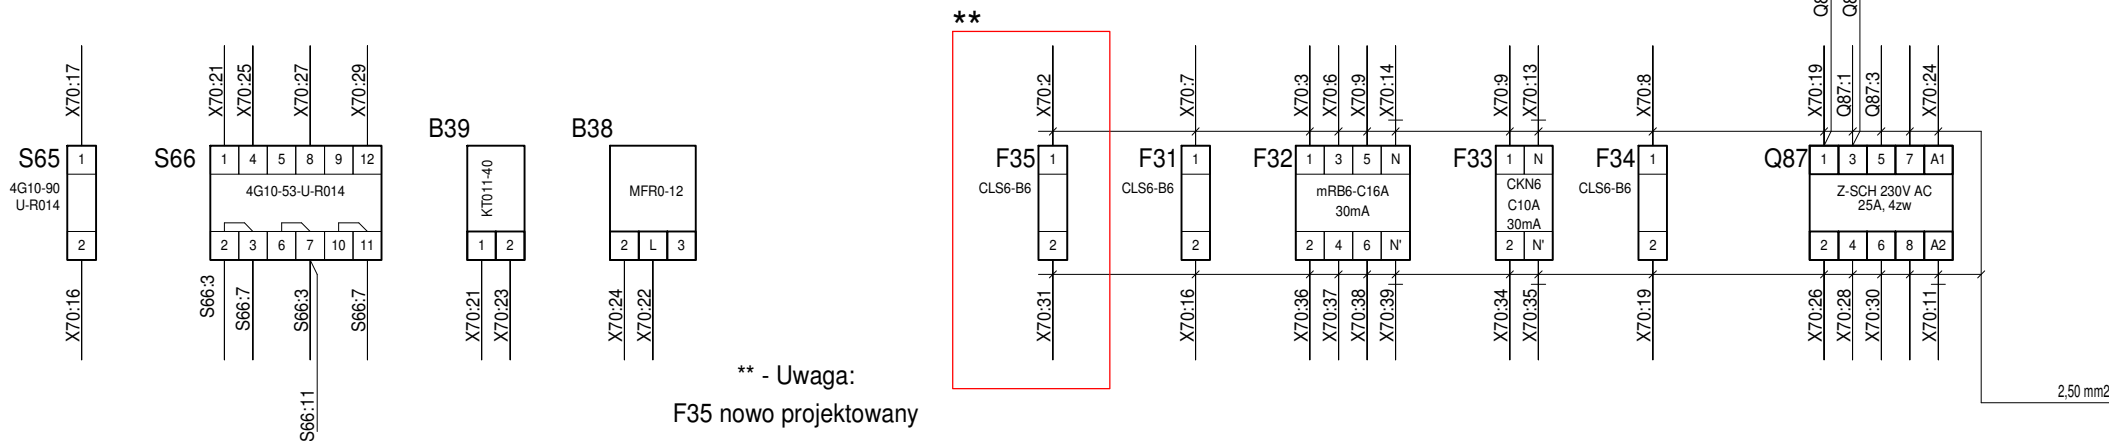 **
Q8
Q8
X70:17
X70:21
X70:25
X70:27
X70:29
X70:2
X70:7
X70:3
X70:6
X70:9
X70:14
X70:9
X70:13
X70:8
X70:19
Q87:1
Q87:3
X70:24
S65
4G10-90
U-R014
1
2
S66
1 4 5 8 9 12
4G10-53-U-R014
2 3 6 7 10 11
B39
KT011-40
1 2
B38
MFR0-12
2 L 3
F35
CLS6-B6
1
2
F31
CLS6-B6
1
2
F32
1 3 5 N
mRB6-C16A
30mA
2 4 6 N'
F33
1 N
CKN6
C10A
30mA
2 N'
F34
CLS6-B6
1
2
Q87
1 3 5 7 A1
Z-SCH 230V AC
25A, 4zw
2 4 6 8 A2
X70:16
S66:3
S66:7
S66:3
S66:7
S66:11
X70:21
X70:23
X70:24
X70:22
X70:31
X70:16
X70:36
X70:37
X70:38
X70:39
X70:34
X70:35
X70:19
X70:26
X70:28
X70:30
X70:11
** - Uwaga:
F35 nowo projektowany
2,50 mm2